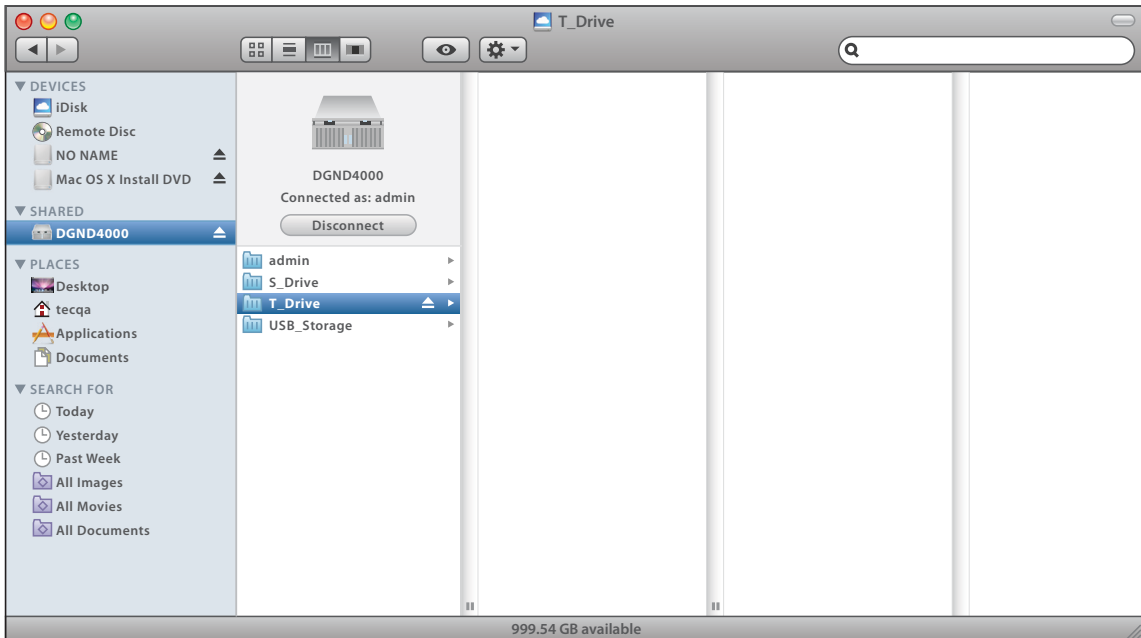 T_Drive
DEVICES
iDisk
Remote Disc
NO NAME
Mac OS X Install DVD
SHARED
DGND4000
PLACES
Desktop
tecqa
Applications
Documents
SEARCH FOR
Today
Yesterday
Past Week
All Images
All Movies
All Documents
DGND4000
Connected as: admin
Disconnect
admin
S_Drive
T_Drive
USB_Storage
999.54 GB available